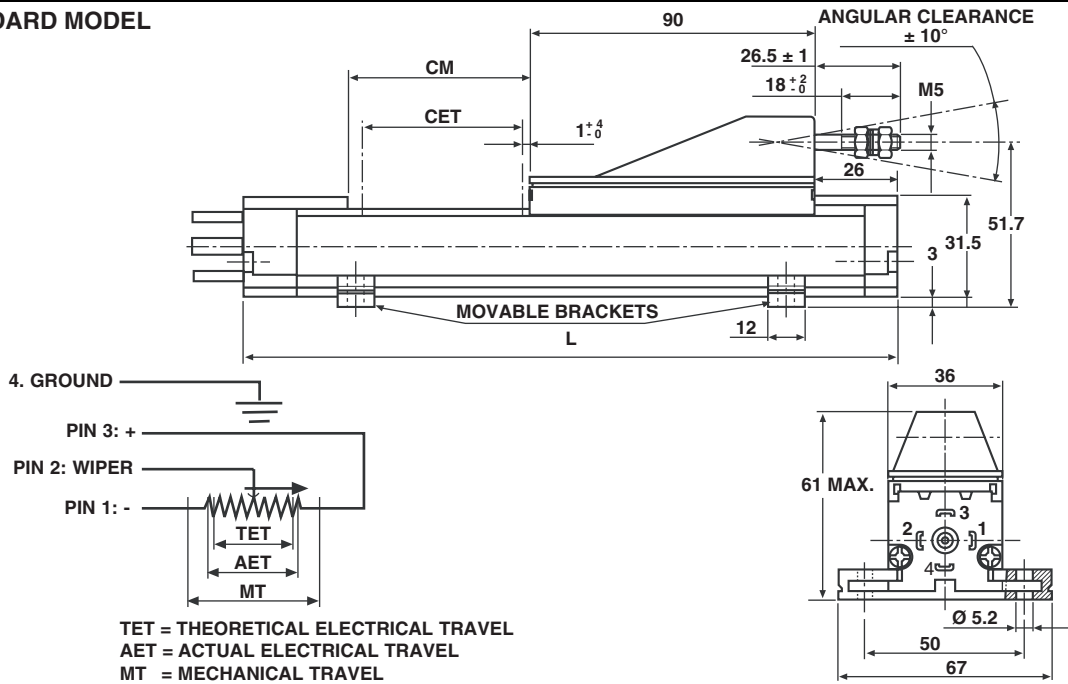 DARD MODEL
90
ANGULAR CLEARANCE
± 10°
26.5 ± 1
CM
18 +2 -0
M5
CET
1 +4 -0
26
51.7
31.5
3
MOVABLE BRACKETS
12
L
4. GROUND
PIN 3: +
PIN 2: WIPER
PIN 1: -
TET
AET
MT
TET = THEORETICAL ELECTRICAL TRAVEL
AET = ACTUAL ELECTRICAL TRAVEL
MT = MECHANICAL TRAVEL
36
61 MAX.
3
2
1
4
Ø 5.2
50
67